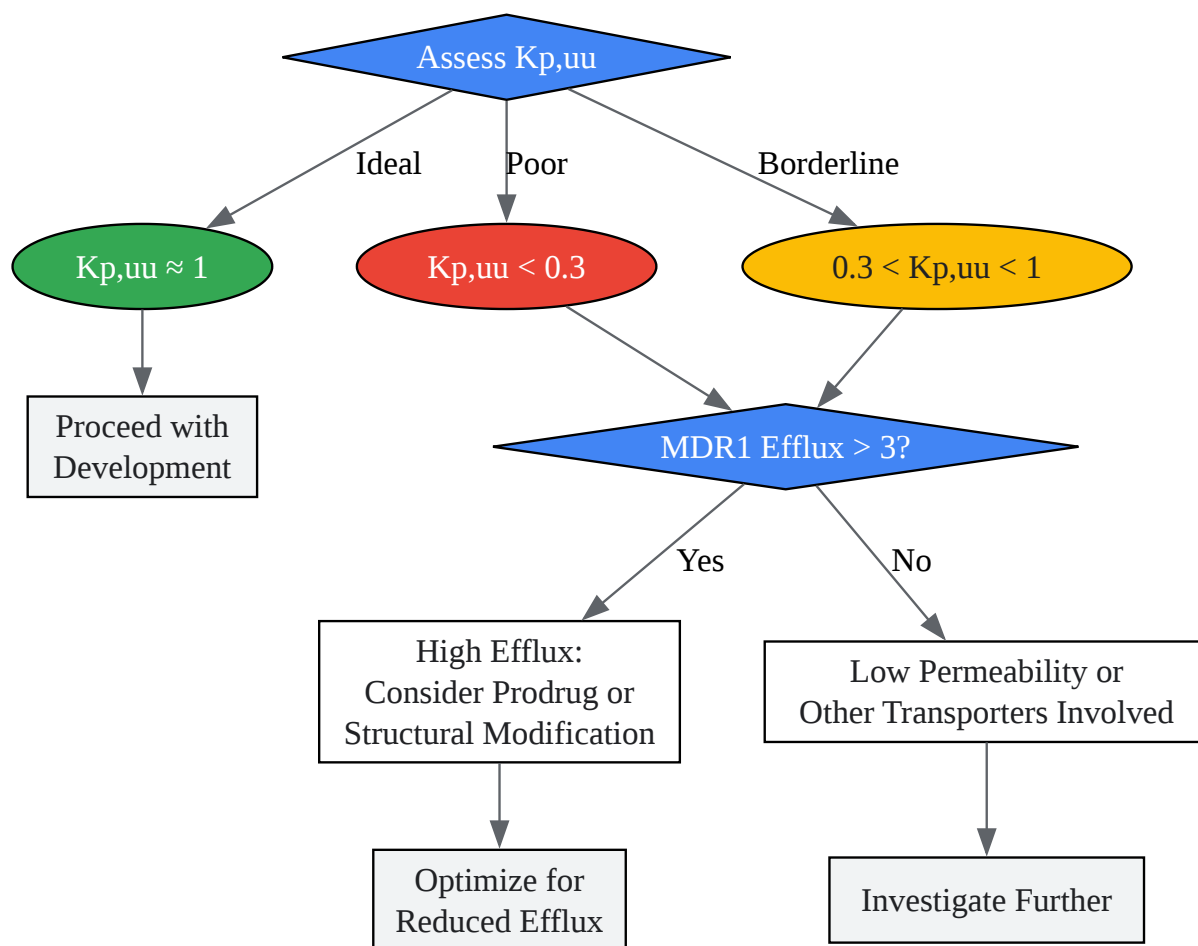 Assess Kp,uu
Ideal
Poor
Borderline
Kp,uu ≈ 1
Kp,uu < 0.3
0.3 < Kp,uu < 1
Proceed with
Development
MDR1 Efflux > 3?
Yes
No
High Efflux:
Consider Prodrug or
Structural Modification
Low Permeability or
Other Transporters Involved
Optimize for
Reduced Efflux
Investigate Further